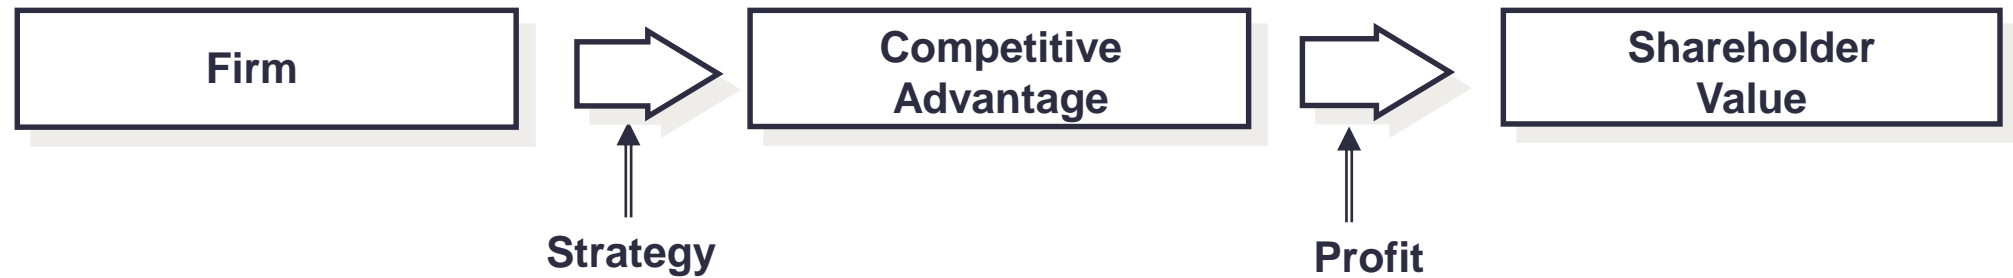 Firm
Competitive
Advantage
Shareholder
Value
Strategy
Profit